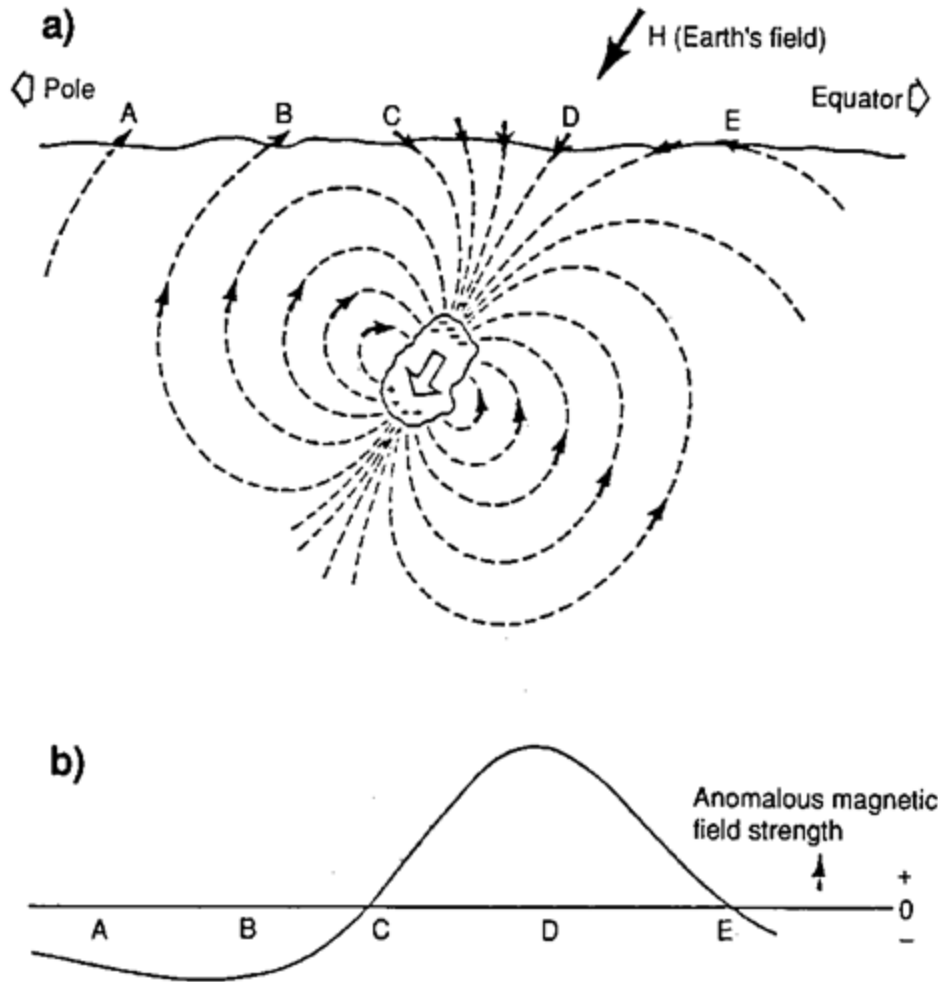 a)
H (Earth's field)
Pole
Equator
A B C D E
b)
Anomalous magnetic
field strength
+
0
−
A B C D E